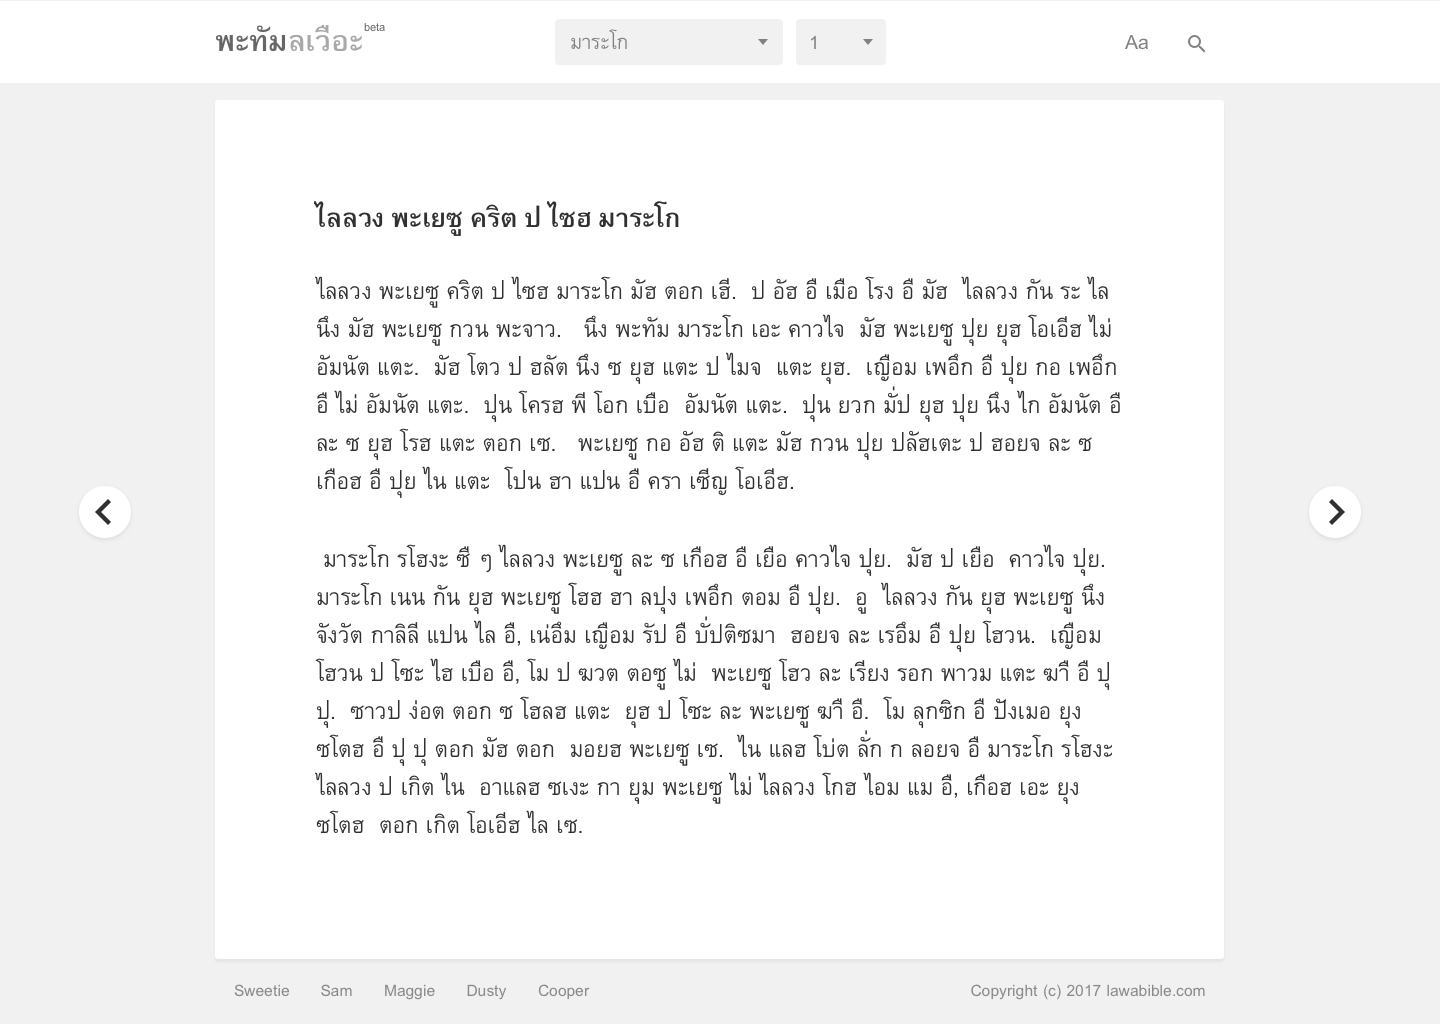 พะทัมลเวือะ beta
มาระโก
1
Aa
ไลลวง พะเยซู คริต ป ไซฮ มาระโก
ไลลวง พะเยซู คริต ป ไซฮ มาระโก มัฮ ตอก เฮี. ป อัฮ อื เมือ โรง อื มัฮ ไลลวง กัน ระ ไล
นึง มัฮ พะเยซู กวน พะจาว. นึง พะทัม มาระโก เอะ คาวไจ มัฮ พะเยซู ปุย ยุฮ โอเอีฮ ไม่
อัมนัต แตะ. มัฮ โตว ป ฮลัต นึง ซ ยุฮ แตะ ป ไมจ แตะ ยุฮ. เญือม เพอึก อื ปุย กอ เพอึก
อื ไม่ อัมนัต แตะ. ปุน โครฮ พี โอก เบือ อัมนัต แตะ. ปุน ยวก มั่ป ยุฮ ปุย นึง ไก อัมนัต อื
ละ ซ ยุฮ โรฮ แตะ ตอก เซ. พะเยซู กอ อัฮ ติ แตะ มัฮ กวน ปุย ปลัฮเตะ ป ฮอยจ ละ ซ
เกือฮ อื ปุย ไน แตะ โปน ฮา แปน อื ครา เซีญ โอเอีฮ.
มาระโก รโฮงะ ซื ๆ ไลลวง พะเยซู ละ ซ เกือฮ อื เยือ คาวไจ ปุย. มัฮ ป เยือ คาวไจ ปุย.
มาระโก เนน กัน ยุฮ พะเยซู โฮฮ ฮา ลปุง เพอึก ตอม อื ปุย. อู ไลลวง กัน ยุฮ พะเยซู นึง
จังวัต กาลิลี แปน ไล อื, เน่อึม เญือม รัป อื บั่ปติซมา ฮอยจ ละ เรอึม อื ปุย โฮวน. เญือม
โฮวน ป โซะ ไฮ เบือ อื, โม ป ฆวต ตอซู ไม่ พะเยซู โฮว ละ เรียง รอก พาวม แตะ ฆาื อื ปุ
ปุ. ซาวป ง่อต ตอก ซ โฮลฮ แตะ ยุฮ ป โซะ ละ พะเยซู ฆาื อื. โม ลุกซิก อื ปังเมอ ยุง
ซโตฮ อื ปุ ปุ ตอก มัฮ ตอก มอยฮ พะเยซู เซ. ไน แลฮ โบ่ต ลั่ก ก ลอยจ อื มาระโก รโฮงะ
ไลลวง ป เกิต ไน อาแลฮ ซเงะ กา ยุม พะเยซู ไม่ ไลลวง โกฮ ไอม แม อื, เกือฮ เอะ ยุง
ซโตฮ ตอก เกิต โอเอีฮ ไล เซ.
Sweetie Sam Maggie Dusty Cooper Copyright (c) 2017 lawabible.com